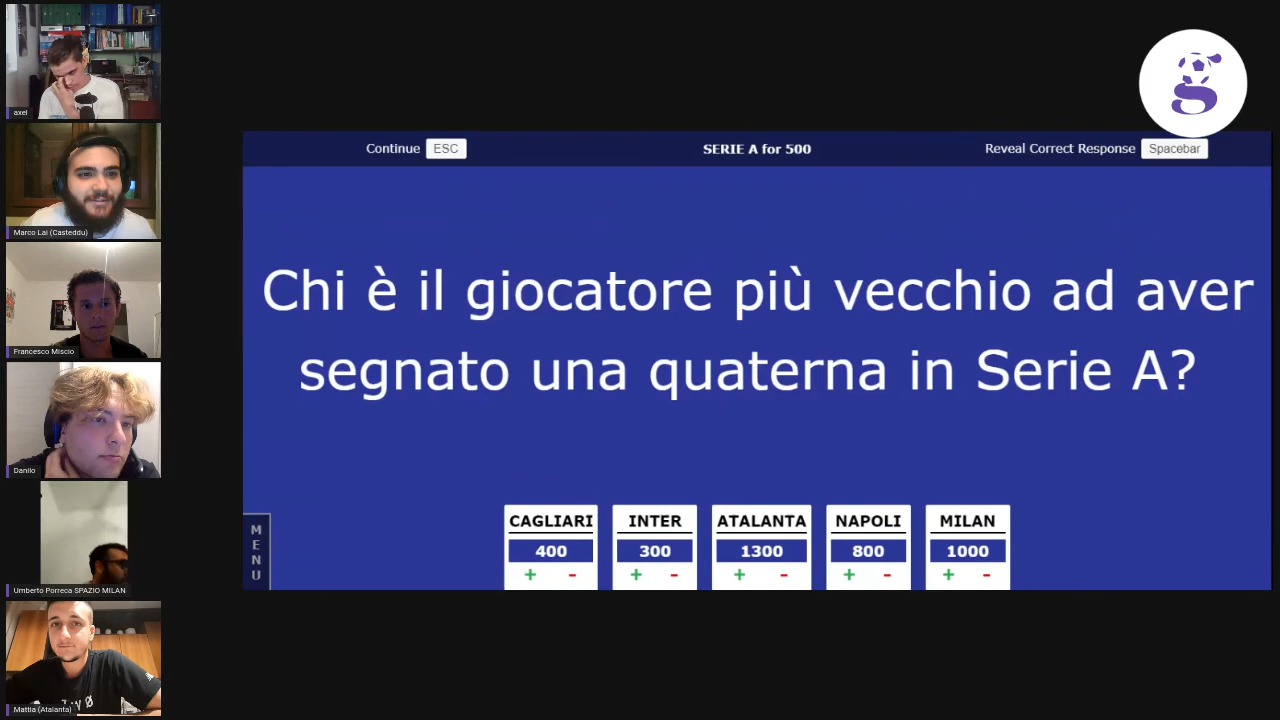 axel
Marco Lai (Casteddu)
Francesco Miscio
Danilo
Umberto Porreca SPAZIO MILAN
Mattia (Atalanta)
Continue ESC
SERIE A for 500
Reveal Correct Response Spacebar
Chi è il giocatore più vecchio ad aver
segnato una quaterna in Serie A?
MENU
CAGLIARI INTER ATALANTA NAPOLI MILAN
400 300 1300 800 1000
+ - + - + - + - + -
g